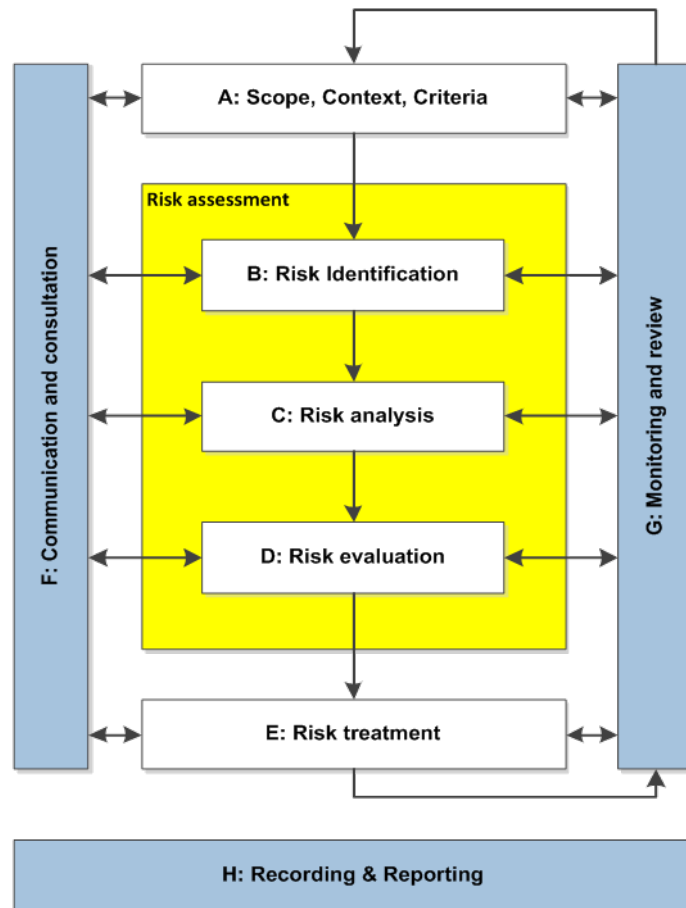 A: Scope, Context, Criteria
Risk assessment
B: Risk Identification
C: Risk analysis
D: Risk evaluation
E: Risk treatment
F: Communication and consultation
G: Monitoring and review
H: Recording & Reporting